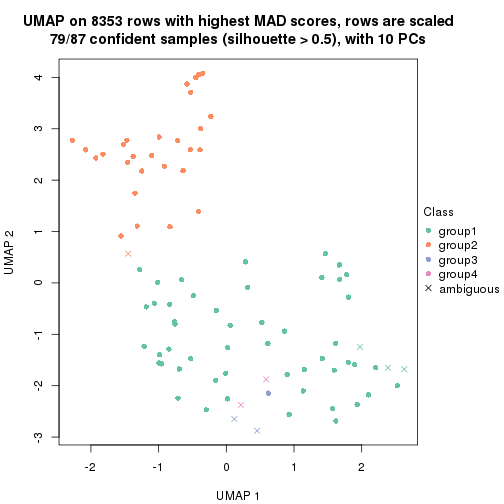 UMAP on 8353 rows with highest MAD scores, rows are scaled
79/87 confident samples (silhouette > 0.5), with 10 PCs
4
3
2
1
0
-1
-2
-3
UMAP 2
-2
-1
0
1
2
UMAP 1
Class
group1
group2
group3
group4
ambiguous